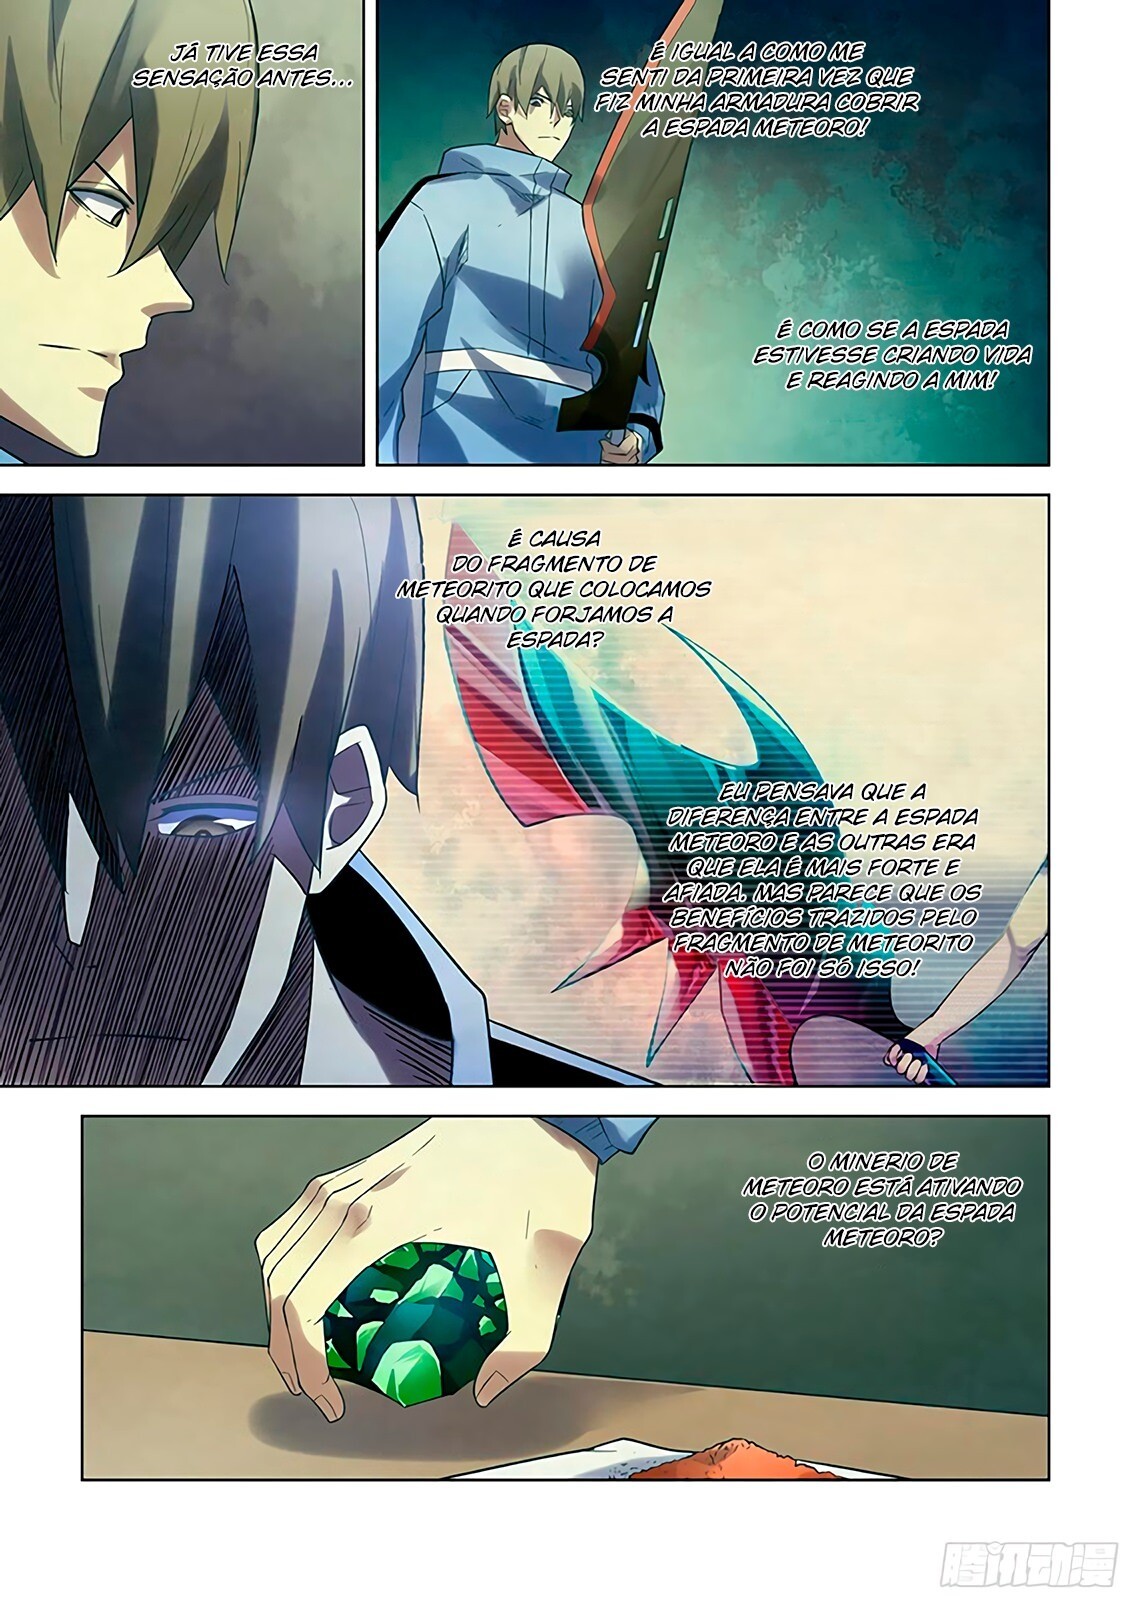 JÁ TIVE ESSA
SENSAÇÃO ANTES...
É IGUAL A COMO ME
SENTI DA PRIMEIRA VEZ QUE
FIZ MINHA ARMADURA COBRIR
A ESPADA METEORO!
É COMO SE A ESPADA
ESTIVESSE CRIANDO VIDA
E REAGINDO A MIM!
É CAUSA
DO FRAGMENTO DE
METEORITO QUE COLOCAMOS
QUANDO FORJAMOS A
ESPADA?
EU PENSAVA QUE A
DIFERENÇA ENTRE A ESPADA
METEORO E AS OUTRAS ERA
QUE ELA É MAIS FORTE E
AFIADA. MAS PARECE QUE OS
BENEFÍCIOS TRAZIDOS PELO
FRAGMENTO DE METEORITO
NÃO FOI SÓ ISSO!
O MINERIO DE
METEORO ESTÁ ATIVANDO
O POTENCIAL DA ESPADA
METEORO?
腾讯动漫